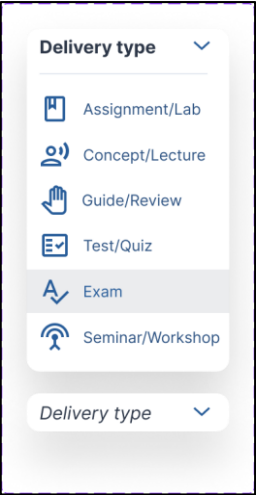 Delivery type
Assignment/Lab
Concept/Lecture
Guide/Review
Test/Quiz
Exam
Seminar/Workshop
Delivery type